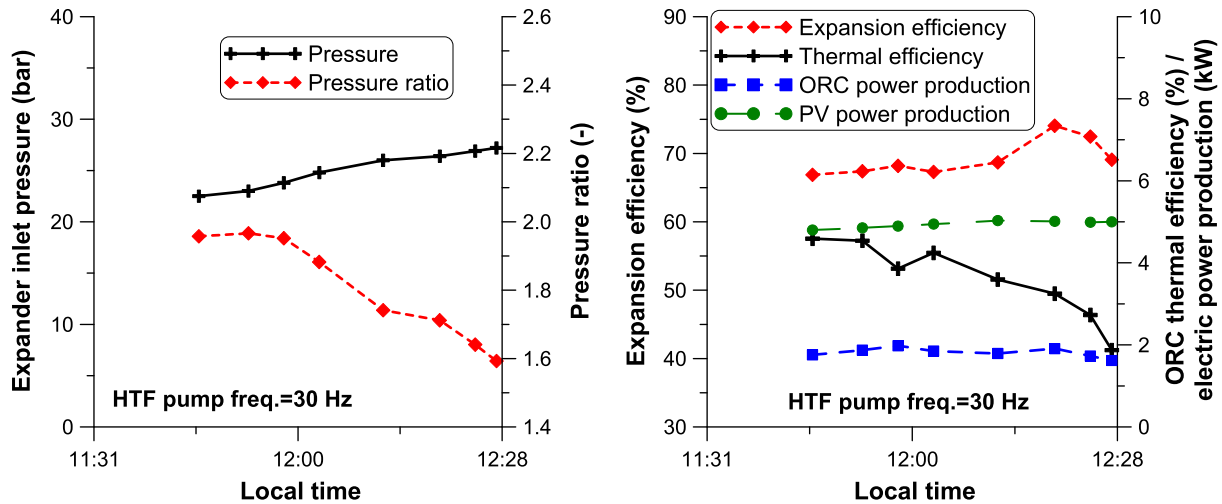 40
30
20
10
0
Expander inlet pressure (bar)
Pressure
Pressure ratio
HTF pump freq.=30 Hz
2.6
2.4
2.2
2.0
1.8
1.6
1.4
Pressure ratio (-)
11:31
12:00
12:28
Local time
90
80
70
60
50
40
30
Expansion efficiency (%)
Expansion efficiency
Thermal efficiency
ORC power production
PV power production
HTF pump freq.=30 Hz
10
8
6
4
2
0
ORC thermal efficiency (%) /
electric power production (kW)
11:31
12:00
12:28
Local time